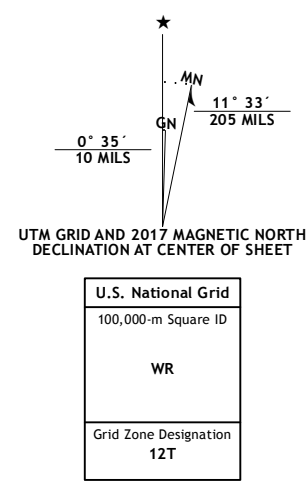 ★
MN
GN
11° 33´
205 MILS
0° 35´
10 MILS
UTM GRID AND 2017 MAGNETIC NORTH
DECLINATION AT CENTER OF SHEET
U.S. National Grid
100,000-m Square ID
WR
Grid Zone Designation
12T